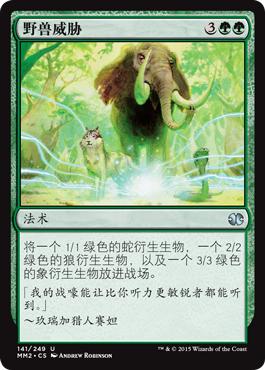 野兽威胁 3
法术
将一个 1/1 绿色的蛇衍生生物，一个 2/2
绿色的狼衍生生物，以及一个 3/3 绿色
的象衍生生物放进战场。
「我的战嚎能让比你听力更敏锐者都能听
到。」
～玖瑞加猎人赛妲
141/249 U
MM2 • CS Andrew Robinson
™ & © 2015 Wizards of the Coast